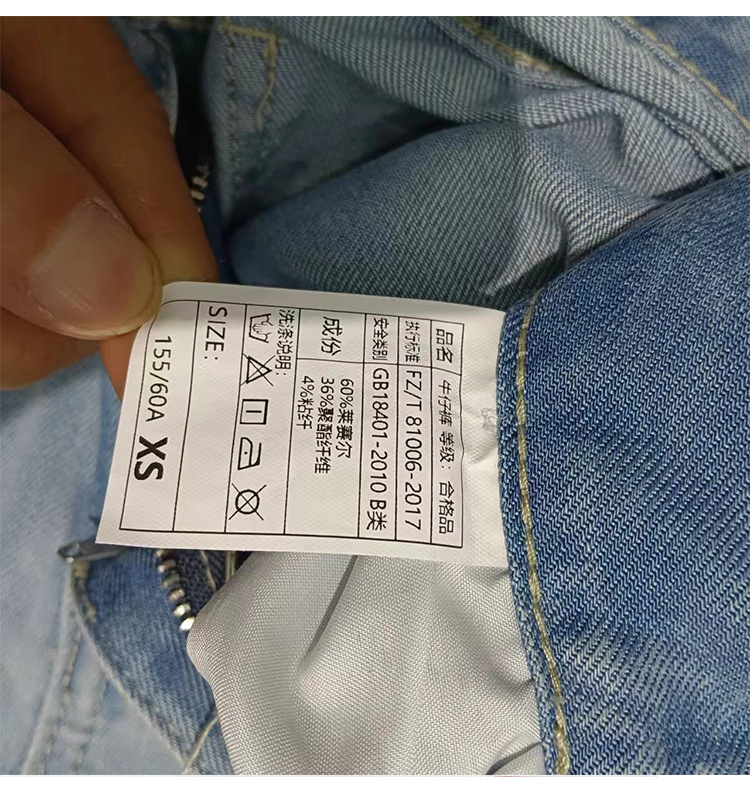 品名 牛仔裤 等级：合格品
执行标准 FZ/T 81006-2017
安全类别 GB18401-2010 B类
成份 60%莱赛尔
36%聚酯纤维
4%粘纤
洗涤说明:
SIZE:
155/60A XS